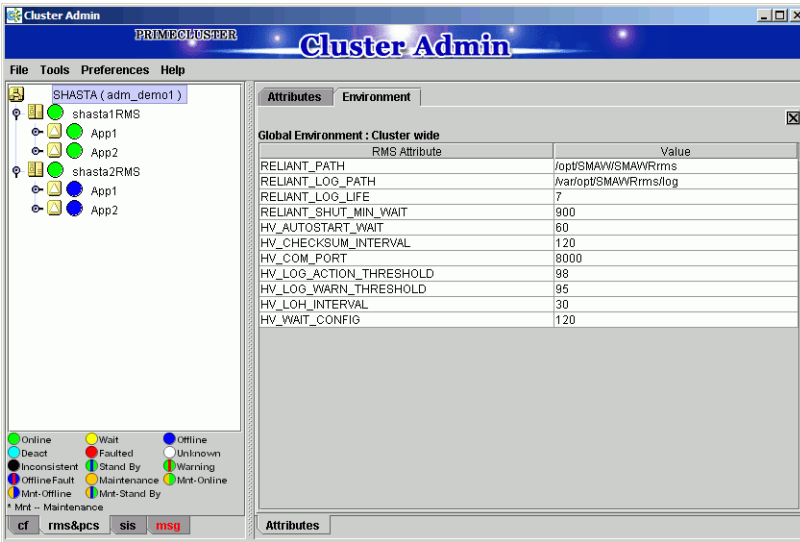 Cluster Admin
PRIMECLUSTER
Cluster Admin
File Tools Preferences Help
SHASTA ( adm_demo1 )
shasta1RMS
App1
App2
shasta2RMS
App1
App2
Online Wait Offline
Deact Faulted Unknown
Inconsistent Stand By Warning
OfflineFault Maintenance Mnt-Online
Mnt-Offline Mnt-Stand By
* Mnt -- Maintenance
cf rms&pcs sis msg
Attributes Environment
Global Environment : Cluster wide
RMS Attribute Value
RELIANT_PATH /opt/SMAW/SMAWRrms
RELIANT_LOG_PATH /var/opt/SMAWRrms/log
RELIANT_LOG_LIFE 7
RELIANT_SHUT_MIN_WAIT 900
HV_AUTOSTART_WAIT 60
HV_CHECKSUM_INTERVAL 120
HV_COM_PORT 8000
HV_LOG_ACTION_THRESHOLD 98
HV_LOG_WARN_THRESHOLD 95
HV_LOH_INTERVAL 30
HV_WAIT_CONFIG 120
Attributes